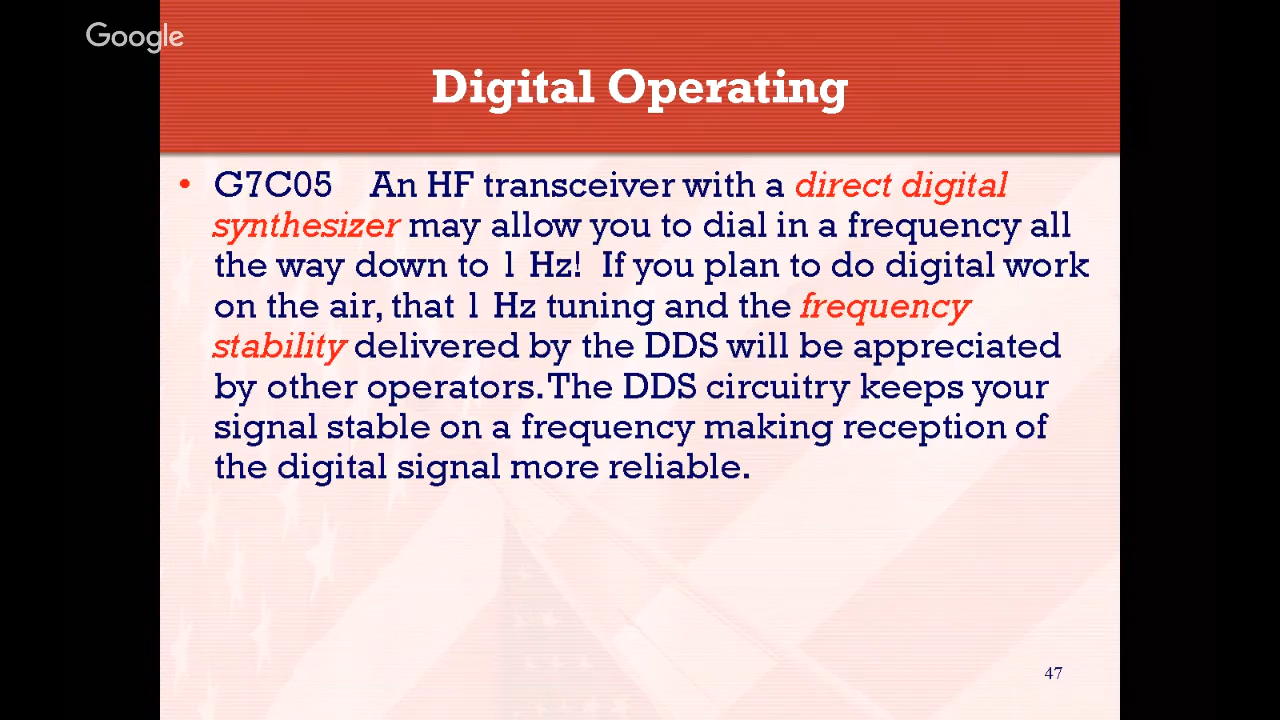 Google
Digital Operating
• G7C05 An HF transceiver with a direct digital
synthesizer may allow you to dial in a frequency all
the way down to 1 Hz! If you plan to do digital work
on the air, that 1 Hz tuning and the frequency
stability delivered by the DDS will be appreciated
by other operators. The DDS circuitry keeps your
signal stable on a frequency making reception of
the digital signal more reliable.
47